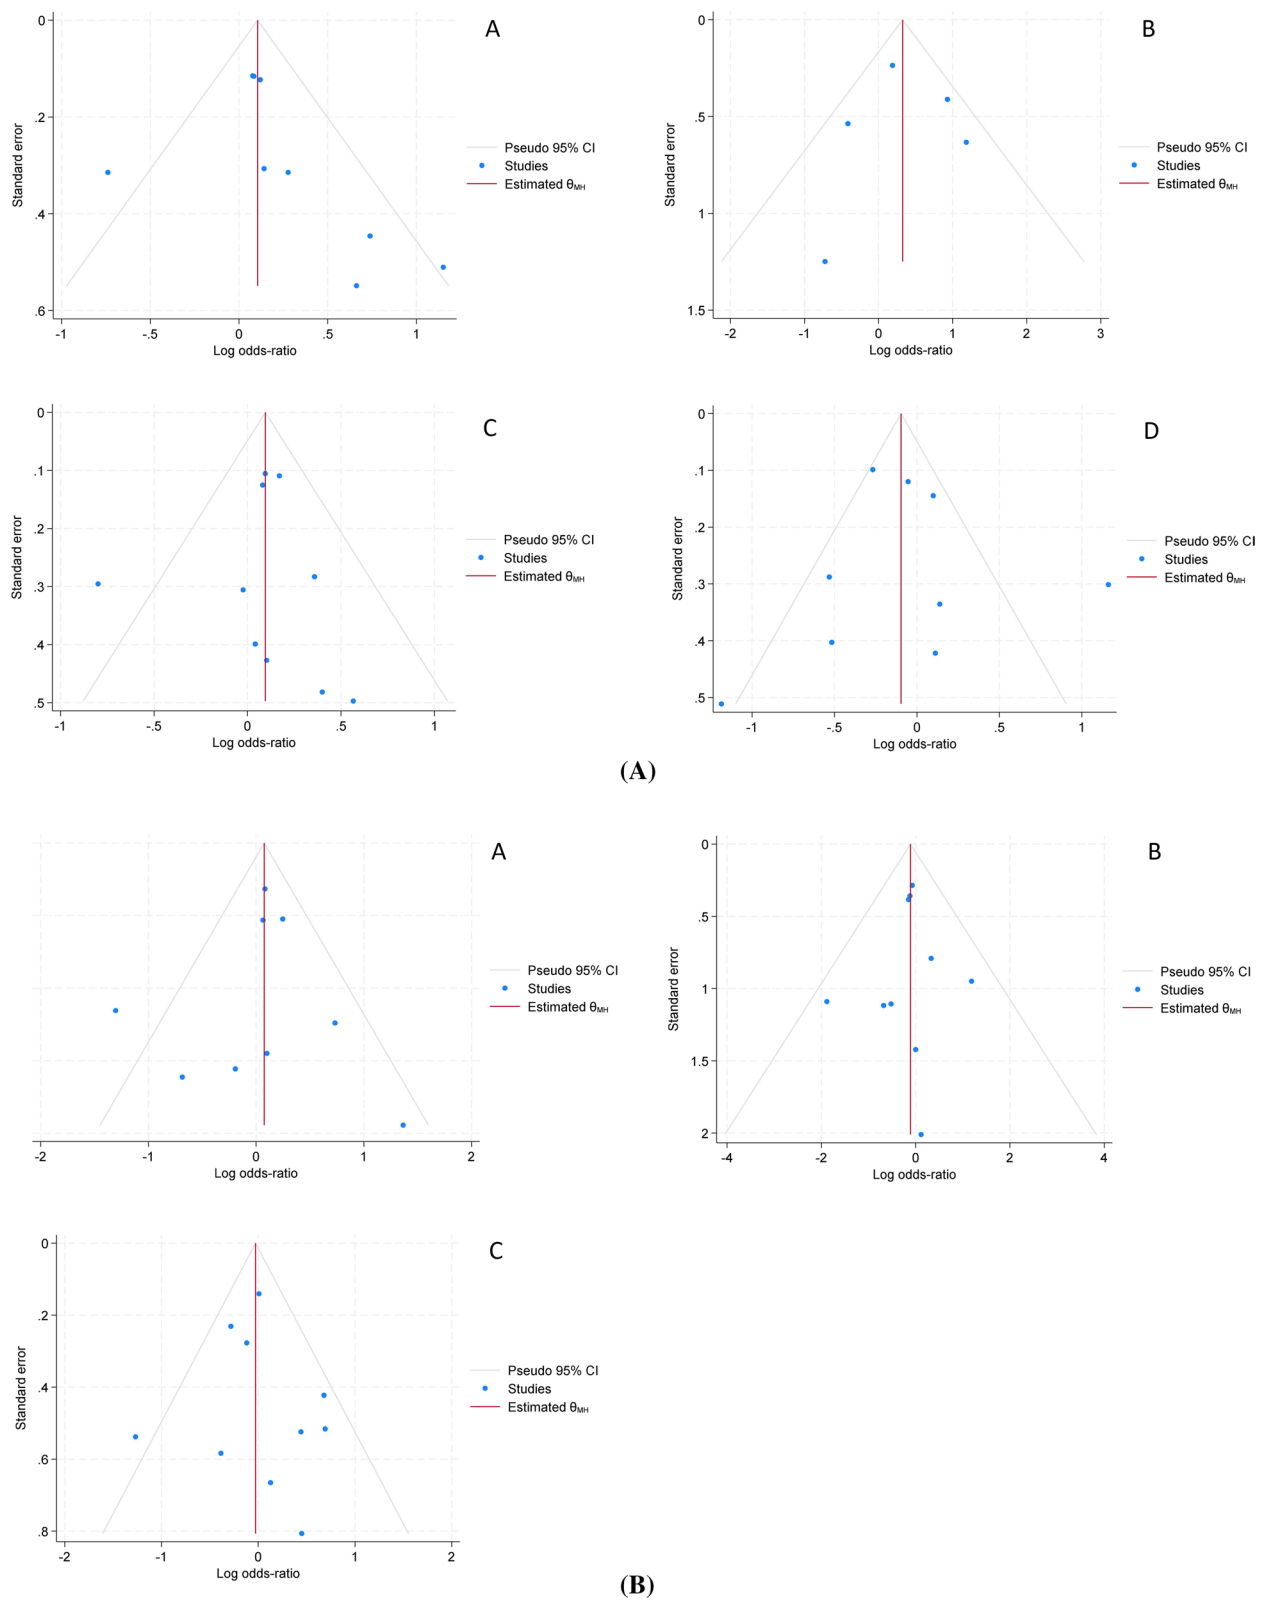 A
0
.2
.4
.6
Standard error
-1
-.5
0
.5
1
Log odds-ratio
Pseudo 95% CI
Studies
Estimated θMH
B
0
.5
1
1.5
Standard error
-2
-1
0
1
2
3
Log odds-ratio
Pseudo 95% CI
Studies
Estimated θMH
C
0
.1
.2
.3
.4
.5
Standard error
-1
-.5
0
.5
1
Log odds-ratio
Pseudo 95% CI
Studies
Estimated θMH
D
0
.1
.2
.3
.4
.5
Standard error
-1
-.5
0
.5
1
Log odds-ratio
Pseudo 95% CI
Studies
Estimated θMH
(A)
A
-2
-1
0
1
2
Log odds-ratio
Pseudo 95% CI
Studies
Estimated θMH
B
0
.5
1
1.5
2
Standard error
-4
-2
0
2
4
Log odds-ratio
Pseudo 95% CI
Studies
Estimated θMH
C
0
.2
.4
.6
.8
Standard error
-2
-1
0
1
2
Log odds-ratio
Pseudo 95% CI
Studies
Estimated θMH
(B)